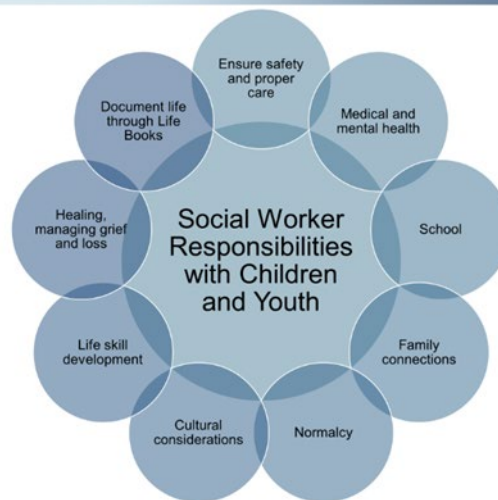 Social Worker
Responsibilities
with Children
and Youth
Ensure safety
and proper
care
Medical and
mental health
School
Family
connections
Normalcy
Cultural
considerations
Life skill
development
Healing,
managing grief
and loss
Document life
through Life
Books